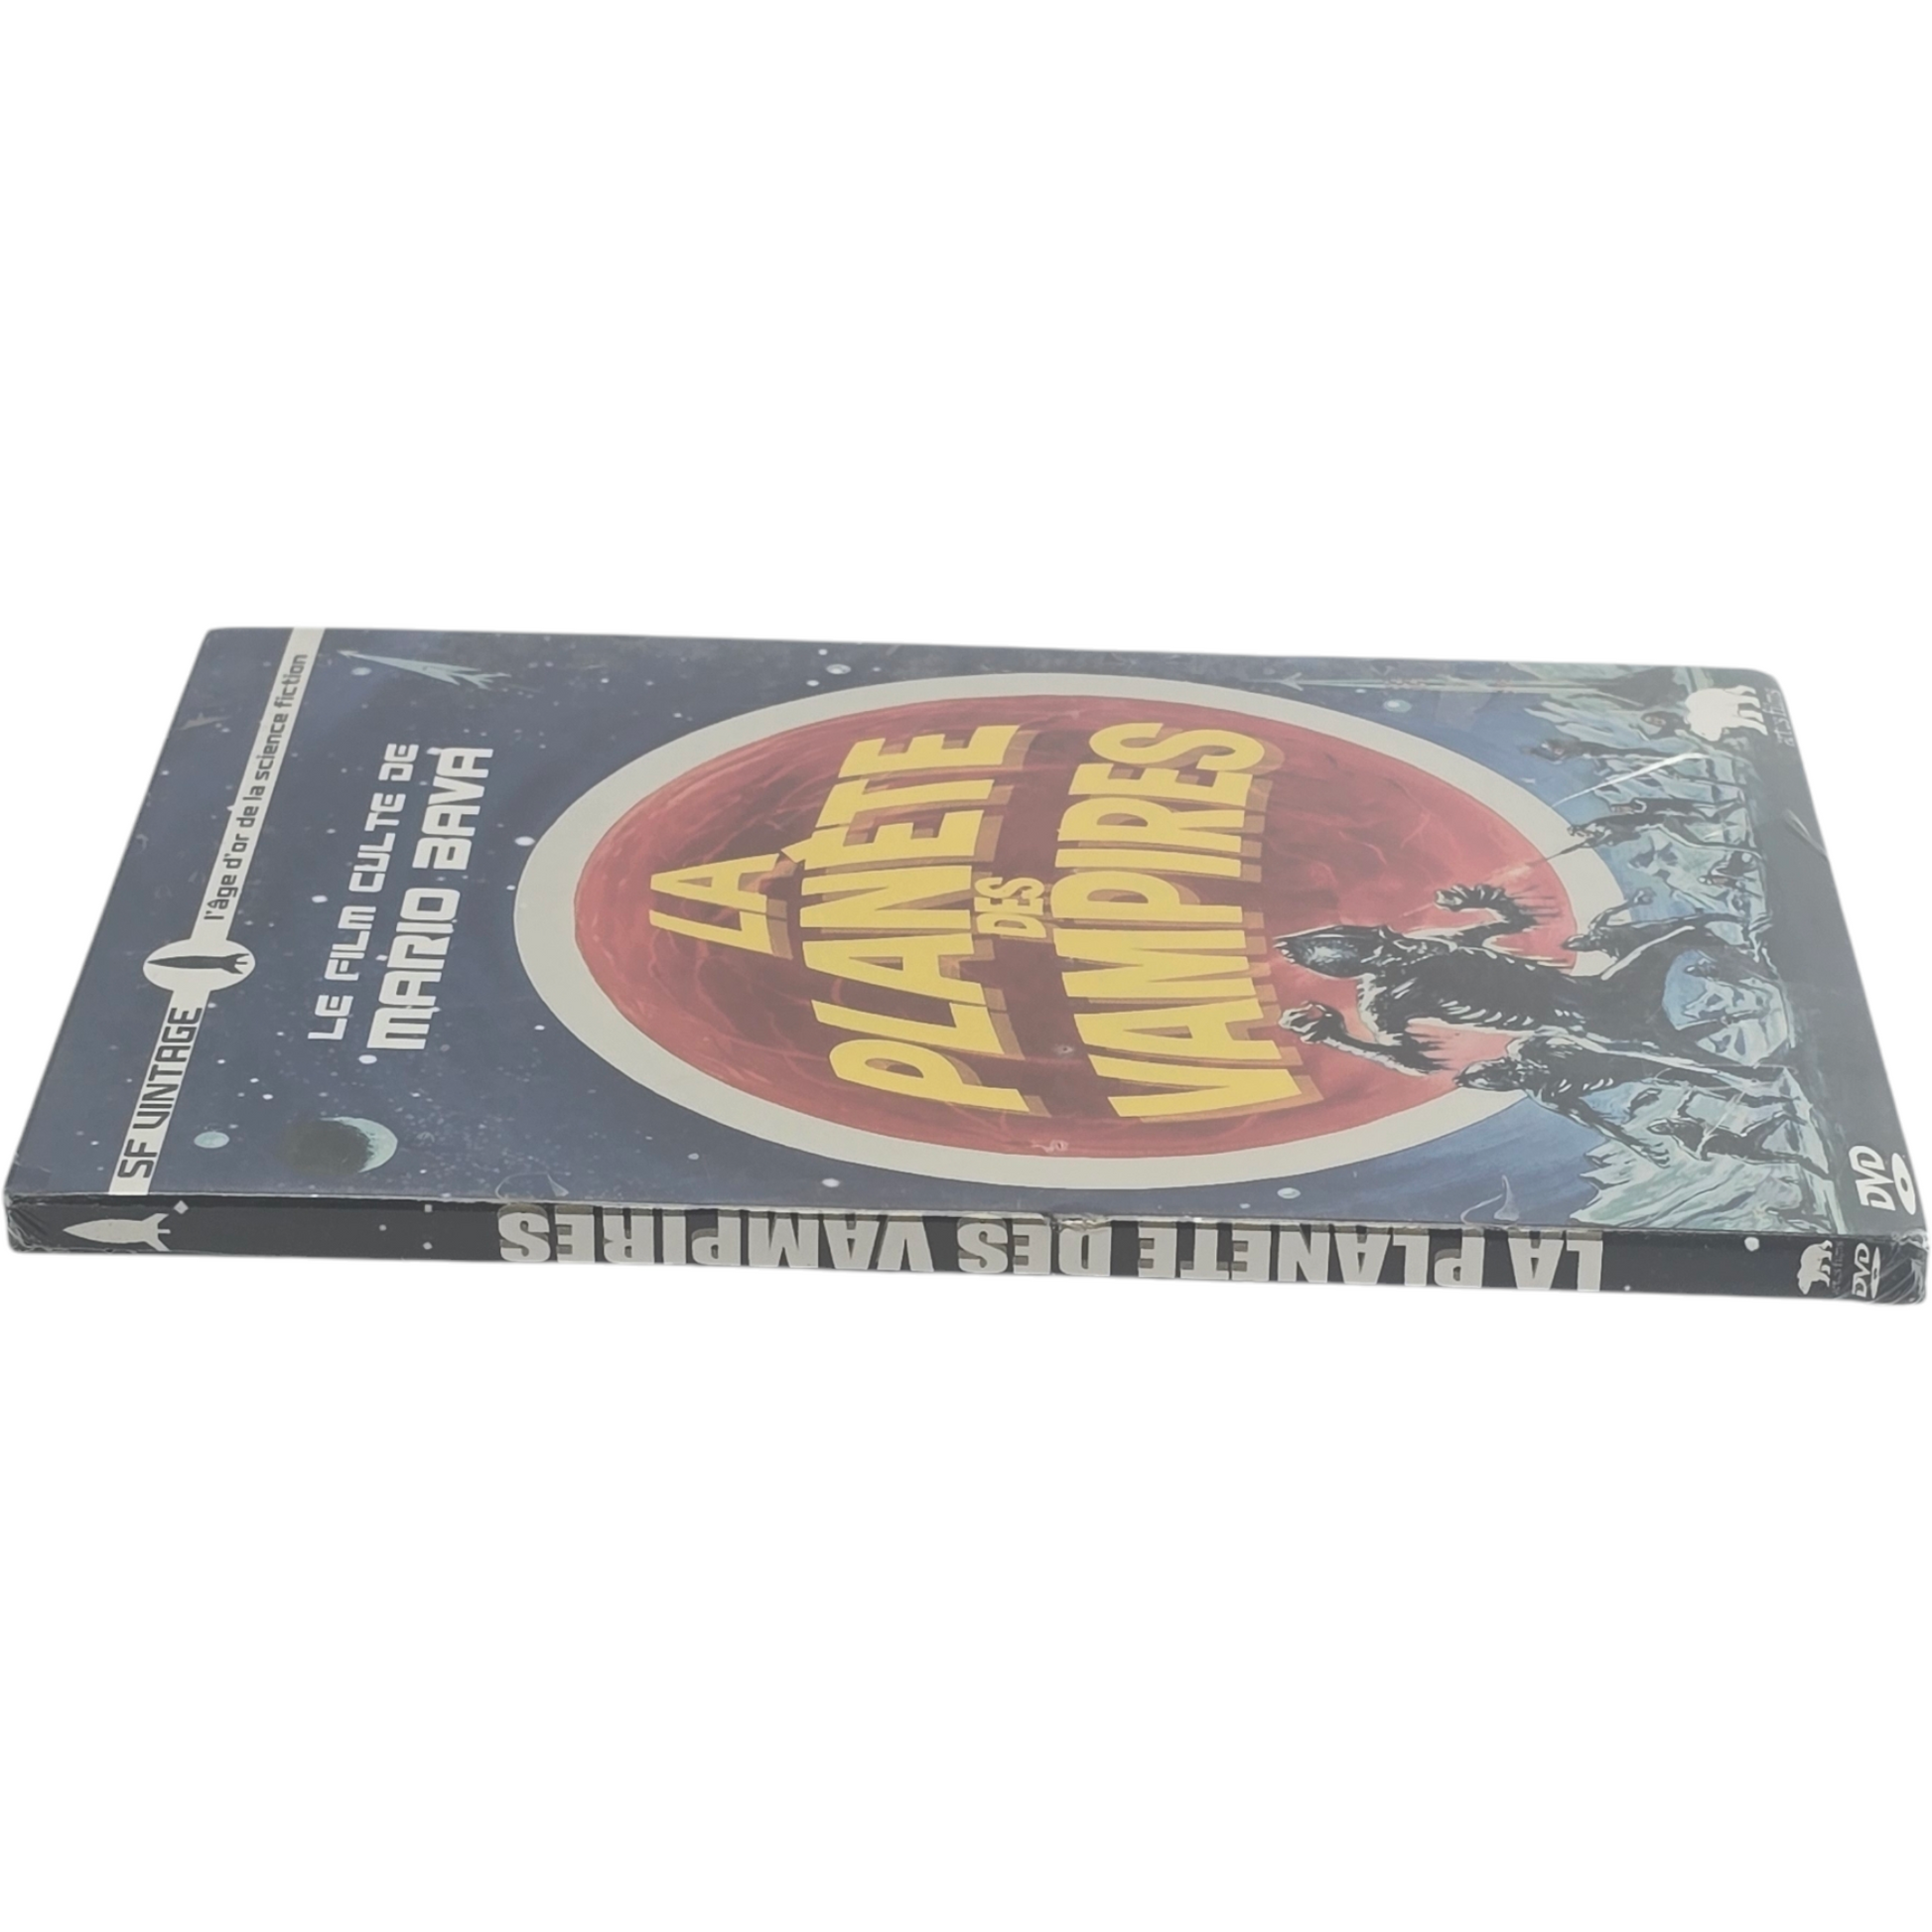 SF VINTAGE l'âge d'or de la science fiction
LE FILM CULTE DE
MARIO BAVA
LA
PLANÈTE
DES
VAMPIRES
DVD
LA PLANÈTE DES VAMPIRES
DVD